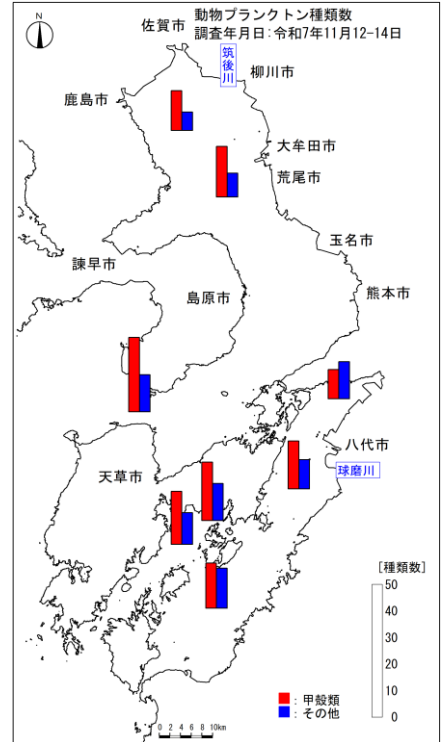 動物プランクトン種類数
調査年月日:令和7年11月12-14日
N
佐賀市
筑後川
柳川市
鹿島市
大牟田市
荒尾市
玉名市
諫早市
島原市
熊本市
八代市
天草市
球磨川
[種類数]
50
40
30
20
10
0
:甲殻類
:その他
0 2 4 6 8 10km